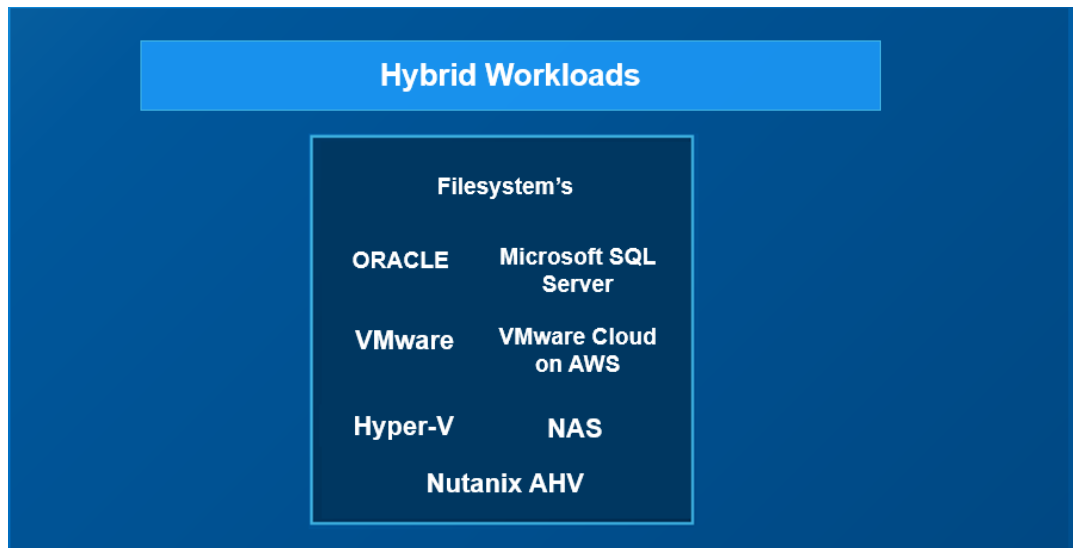 Hybrid Workloads
Filesystem’s
ORACLE
Microsoft SQL
Server
VMware
VMware Cloud
on AWS
Hyper-V
NAS
Nutanix AHV